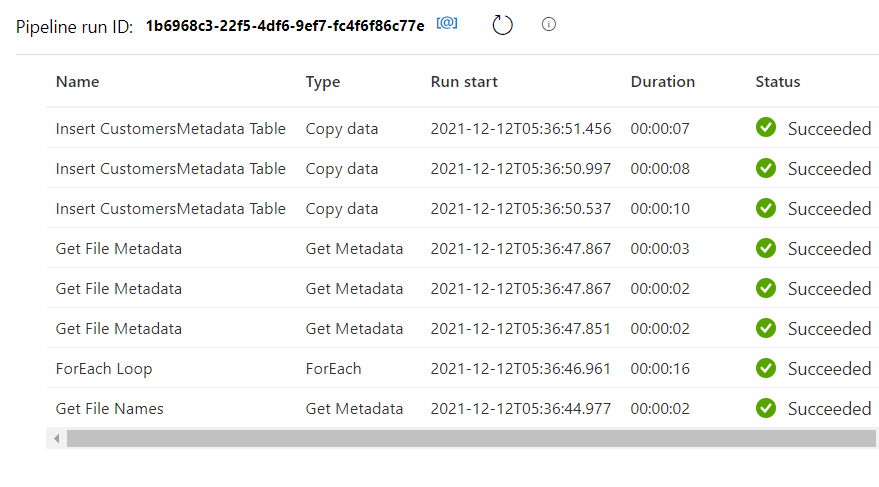 Pipeline run ID: 1b6968c3-22f5-4df6-9ef7-fc4f6f86c77e [@]
Name Type Run start Duration Status
Insert CustomersMetadata Table Copy data 2021-12-12T05:36:51.456 00:00:07 Succeeded
Insert CustomersMetadata Table Copy data 2021-12-12T05:36:50.997 00:00:08 Succeeded
Insert CustomersMetadata Table Copy data 2021-12-12T05:36:50.537 00:00:10 Succeeded
Get File Metadata Get Metadata 2021-12-12T05:36:47.867 00:00:03 Succeeded
Get File Metadata Get Metadata 2021-12-12T05:36:47.867 00:00:02 Succeeded
Get File Metadata Get Metadata 2021-12-12T05:36:47.851 00:00:02 Succeeded
ForEach Loop ForEach 2021-12-12T05:36:46.961 00:00:16 Succeeded
Get File Names Get Metadata 2021-12-12T05:36:44.977 00:00:02 Succeeded